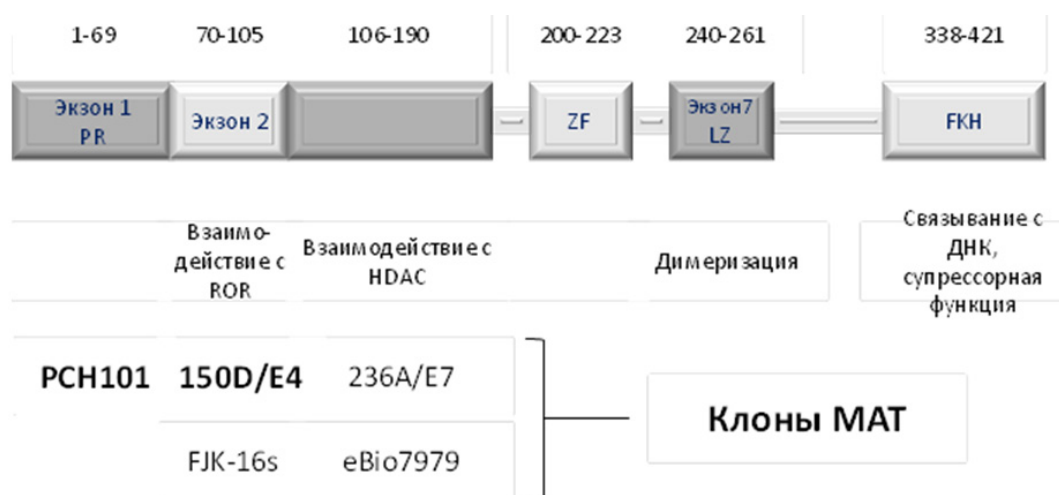 1-69 70-105 106-190 200-223 240-261 338-421
Экзон 1
PR
Экзон 2
ZF
Экзон7
LZ
FKH
Взаимо-
действие с
ROR
Взаимодействие с
HDAC
Димеризация
Связывание с
ДНК,
супрессорная
функция
PCH101 150D/E4 236A/E7
FJK-16s eBio7979
Клоны МАТ